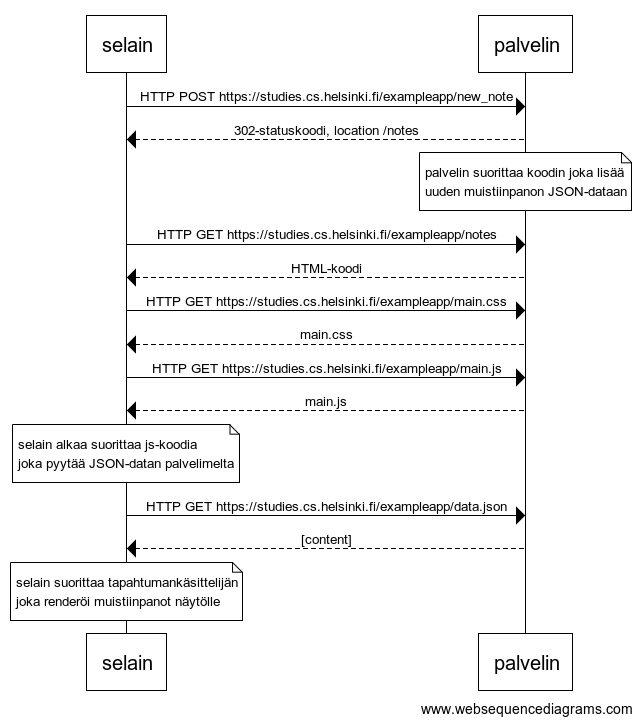 selain
palvelin
HTTP POST https://studies.cs.helsinki.fi/exampleapp/new_note
302-statuskoodi, location /notes
palvelin suorittaa koodin joka lisää
uuden muistiinpanon JSON-dataan
HTTP GET https://studies.cs.helsinki.fi/exampleapp/notes
HTML-koodi
HTTP GET https://studies.cs.helsinki.fi/exampleapp/main.css
main.css
HTTP GET https://studies.cs.helsinki.fi/exampleapp/main.js
main.js
selain alkaa suorittaa js-koodia
joka pyytää JSON-datan palvelimelta
HTTP GET https://studies.cs.helsinki.fi/exampleapp/data.json
[content]
selain suorittaa tapahtumankäsittelijän
joka renderöi muistiinpanot näytölle
selain
palvelin
www.websequencediagrams.com